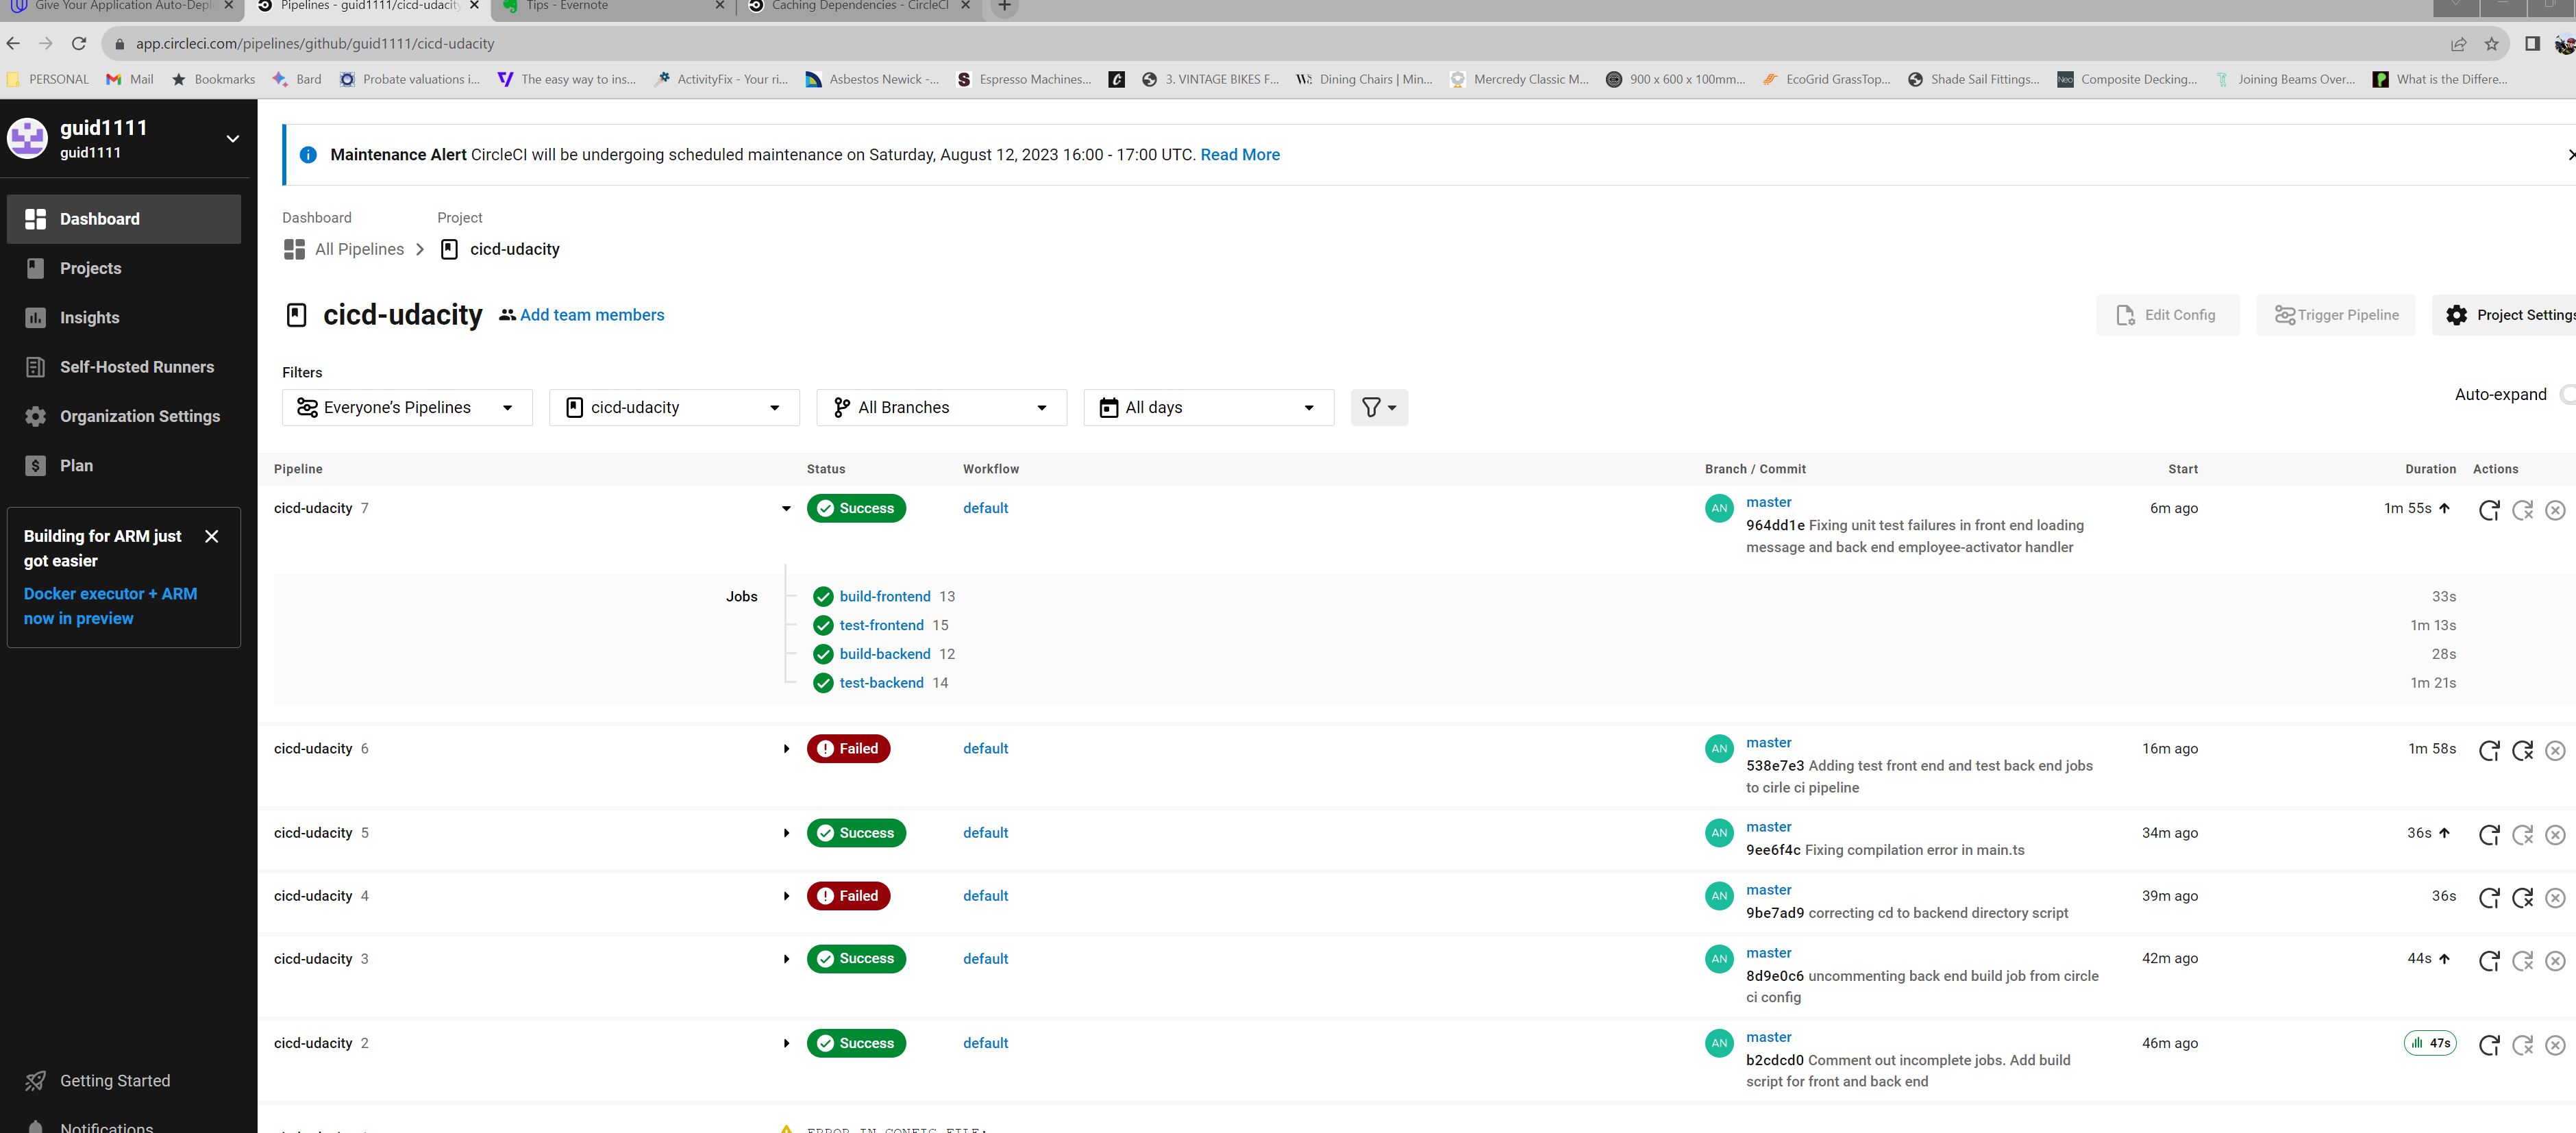 Give Your Application Auto-Depl
Pipelines - guid1111/cicd-udacity
Tips - Evernote
Caching Dependencies - CircleCI
app.circleci.com/pipelines/github/guid1111/cicd-udacity
PERSONAL
Mail
Bookmarks
Bard
Probate valuations i...
The easy way to ins...
ActivityFix - Your ri...
Asbestos Newick -...
Espresso Machines...
3. VINTAGE BIKES F...
Dining Chairs | Min...
Mercredy Classic M...
900 x 600 x 100mm...
EcoGrid GrassTop...
Shade Sail Fittings...
Composite Decking...
Joining Beams Over...
What is the Differe...
guid1111
guid1111
Dashboard
Projects
Insights
Self-Hosted Runners
Organization Settings
Plan
Building for ARM just
got easier
Docker executor + ARM
now in preview
Getting Started
Notifications
Maintenance Alert CircleCI will be undergoing scheduled maintenance on Saturday, August 12, 2023 16:00 - 17:00 UTC. Read More
Dashboard Project
All Pipelines cicd-udacity
cicd-udacity Add team members
Edit Config
Trigger Pipeline
Project Settings
Filters
Everyone's Pipelines
cicd-udacity
All Branches
All days
Auto-expand
Pipeline Status Workflow Branch / Commit Start Duration Actions
cicd-udacity 7 Success default AN master 6m ago 1m 55s
964dd1e Fixing unit test failures in front end loading
message and back end employee-activator handler
Jobs build-frontend 13 33s
test-frontend 15 1m 13s
build-backend 12 28s
test-backend 14 1m 21s
cicd-udacity 6 Failed default AN master 16m ago 1m 58s
538e7e3 Adding test front end and test back end jobs
to cirle ci pipeline
cicd-udacity 5 Success default AN master 34m ago 36s
9ee6f4c Fixing compilation error in main.ts
cicd-udacity 4 Failed default AN master 39m ago 36s
9be7ad9 correcting cd to backend directory script
cicd-udacity 3 Success default AN master 42m ago 44s
8d9e0c6 uncommenting back end build job from circle
ci config
cicd-udacity 2 Success default AN master 46m ago 47s
b2cdcd0 Comment out incomplete jobs. Add build
script for front and back end
ERROR IN CONFIG FILE: